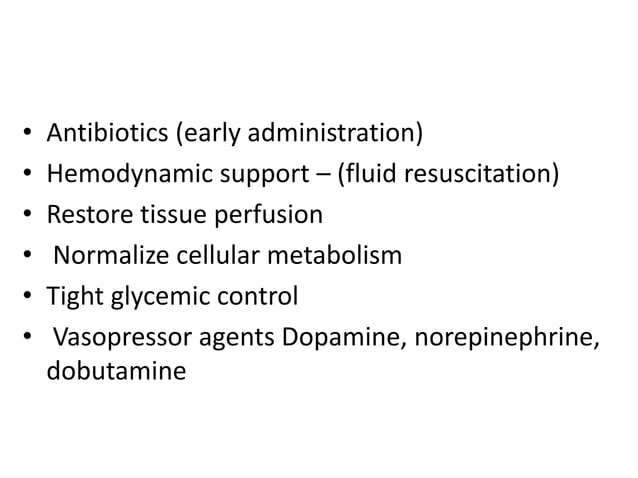 • Antibiotics (early administration)
• Hemodynamic support – (fluid resuscitation)
• Restore tissue perfusion
• Normalize cellular metabolism
• Tight glycemic control
• Vasopressor agents Dopamine, norepinephrine,
dobutamine